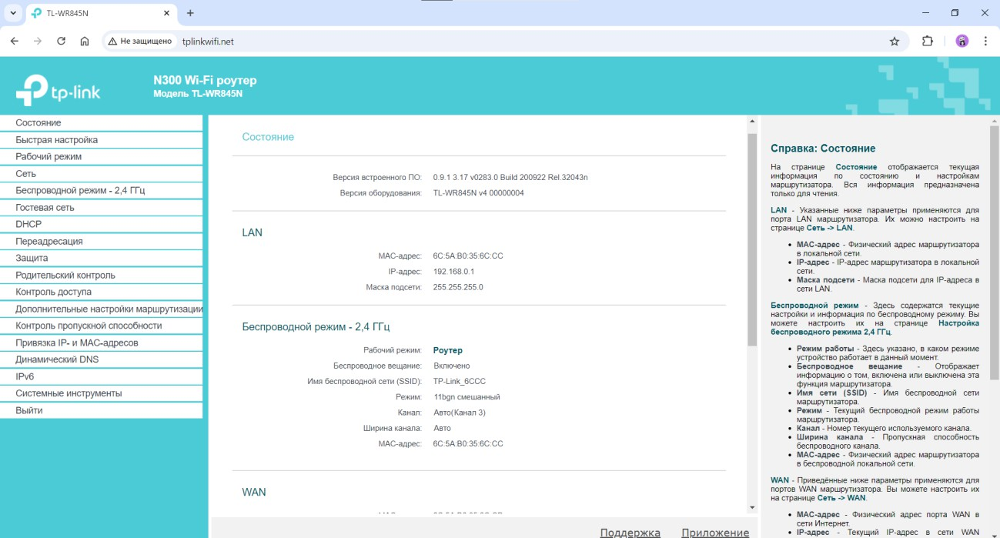 TL-WR845N
Не защищено
tplinkwifi.net
tp-link
N300 Wi-Fi роутер
Модель TL-WR845N
Состояние
Быстрая настройка
Рабочий режим
Сеть
Беспроводной режим - 2,4 ГГц
Гостевая сеть
DHCP
Переадресация
Защита
Родительский контроль
Контроль доступа
Дополнительные настройки маршрутизации
Контроль пропускной способности
Привязка IP- и MAC-адресов
Динамический DNS
IPv6
Системные инструменты
Выйти
Состояние
Версия встроенного ПО: 0.9.1 3.17 v0283.0 Build 200922 Rel.32043n
Версия оборудования: TL-WR845N v4 00000004
LAN
MAC-адрес: 6C:5A:B0:35:6C:CC
IP-адрес: 192.168.0.1
Маска подсети: 255.255.255.0
Беспроводной режим - 2,4 ГГц
Рабочий режим: Роутер
Беспроводное вещание: Включено
Имя беспроводной сети (SSID): TP-Link_6CCC
Режим: 11bgn смешанный
Канал: Авто(Канал 3)
Ширина канала: Авто
MAC-адрес: 6C:5A:B0:35:6C:CC
WAN
Поддержка Приложение
Справка: Состояние
На странице Состояние отображается текущая
информация по состоянию и настройкам
маршрутизатора. Вся информация предназначена
только для чтения.
LAN - Указанные ниже параметры применяются для
порта LAN маршрутизатора. Их можно настроить на
странице Сеть -> LAN.
• MAC-адрес - Физический адрес маршрутизатора
в локальной сети.
• IP-адрес - IP-адрес маршрутизатора в локальной
сети.
• Маска подсети - Маска подсети для IP-адреса в
сети LAN.
Беспроводной режим - Здесь содержатся текущие
настройки и информация по беспроводному режиму. Вы
можете настроить их на странице Настройка
беспроводного режима 2,4 ГГц.
• Режим работы - Здесь указано, в каком режиме
устройство работает в данный момент.
• Беспроводное вещание - Отображает
информацию о том, включена или выключена эта
функция маршрутизатора.
• Имя сети (SSID) - Имя беспроводной сети
маршрутизатора.
• Режим - Текущий беспроводной режим работы
маршрутизатора.
• Канал - Номер текущего используемого канала.
• Ширина канала - Пропускная способность
беспроводного канала.
• MAC-адрес - Физический адрес маршрутизатора
в беспроводной локальной сети.
WAN - Приведённые ниже параметры применяются для
портов WAN маршрутизатора. Вы можете настроить их
на странице Сеть -> WAN.
• MAC-адрес - Физический адрес порта WAN в
сети Интернет.
• IP-адрес - Текущий IP-адрес в сети WAN